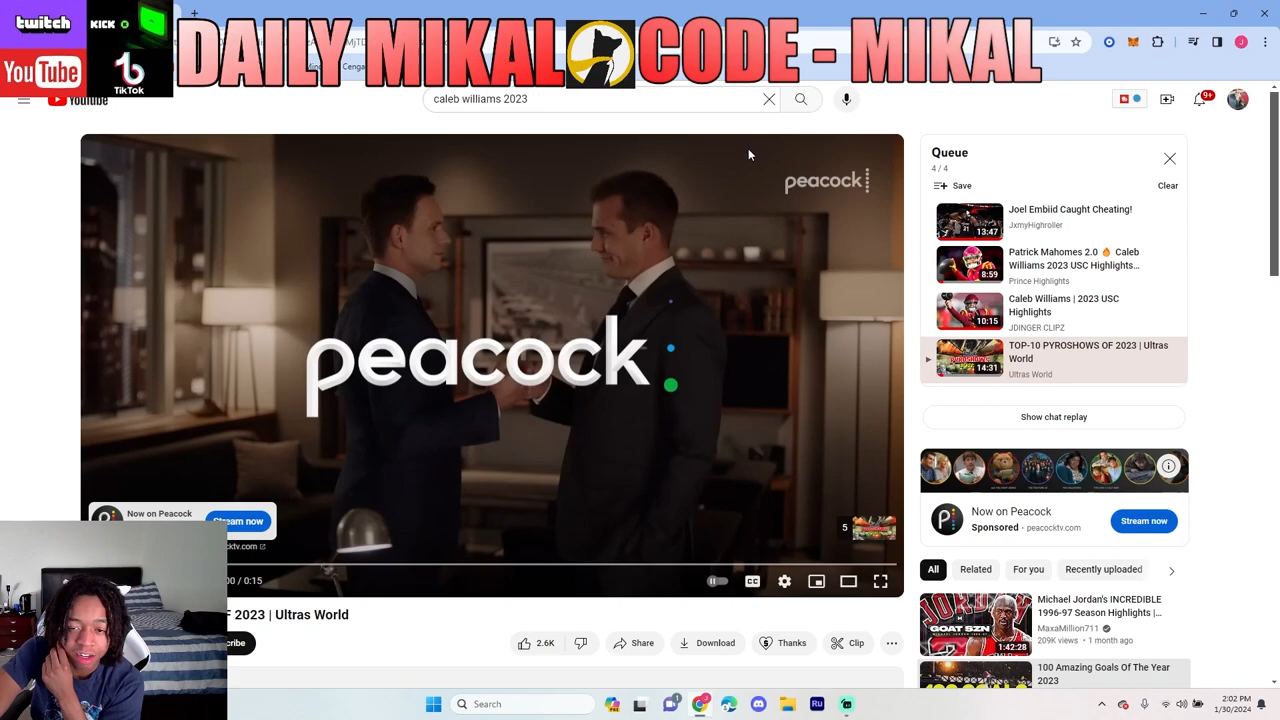 twitch
KICK
YouTube
TikTok
DAILY MIKAL
CODE - MIKAL
Cenga
YouTube
caleb williams 2023
9+
J
peacock
peacock
Now on Peacock
Stream now
5
0:15
CC
Queue
4 / 4
Save
Clear
13:47
Joel Embiid Caught Cheating!
JxmyHighroller
8:59
Patrick Mahomes 2.0 🔥 Caleb
Williams 2023 USC Highlights…
Prince Highlights
10:15
Caleb Williams | 2023 USC
Highlights
JDINGER CLIPZ
14:31
TOP-10 PYROSHOWS OF 2023 | Ultras
World
Ultras World
Show chat replay
Now on Peacock
Sponsored · peacocktv.com
Stream now
All
Related
For you
Recently uploaded
1:42:28
Michael Jordan's INCREDIBLE
1996-97 Season Highlights |…
MaxaMillion711
209K views • 1 month ago
100 Amazing Goals Of The Year
2023
2023 | Ultras World
2.6K
Share
Download
Thanks
Clip
Search
2:02 PM
1/30/2024